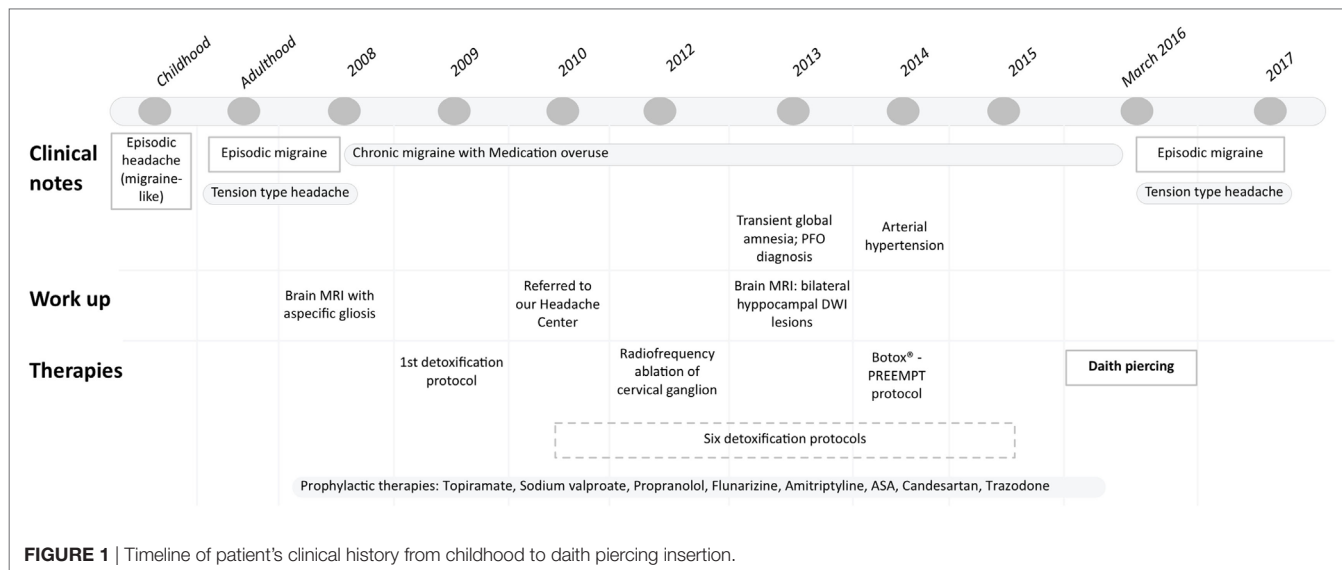 Childhood
Adulthood
2008
2009
2010
2012
2013
2014
2015
March 2016
2017
Clinical
notes
Episodic
headache
(migraine-
like)
Episodic migraine
Chronic migraine with Medication overuse
Episodic migraine
Tension type headache
Tension type headache
Transient global
amnesia; PFO
diagnosis
Arterial
hypertension
Work up
Brain MRI with
aspecific gliosis
Referred to
our Headache
Center
Brain MRI: bilateral
hyppocampal DWI
lesions
Therapies
1st detoxification
protocol
Radiofrequency
ablation of
cervical ganglion
Botox® -
PREEMPT
protocol
Daith piercing
Six detoxification protocols
Prophylactic therapies: Topiramate, Sodium valproate, Propranolol, Flunarizine, Amitriptyline, ASA, Candesartan, Trazodone
FIGURE 1 | Timeline of patient's clinical history from childhood to daith piercing insertion.